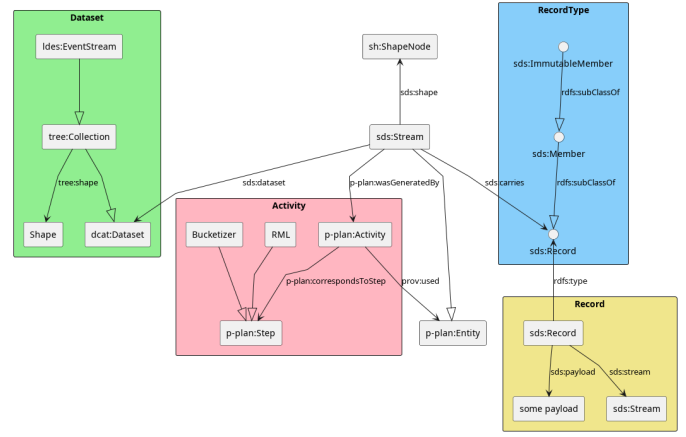 Dataset
RecordType
ldes:EventStream
sh:ShapeNode
sds:ImmutableMember
sds:shape
rdfs:subClassOf
tree:Collection
sds:Stream
sds:Member
tree:shape
sds:dataset
p-plan:wasGeneratedBy
sds:carries
rdfs:subClassOf
Activity
Shape
dcat:Dataset
Bucketizer
RML
p-plan:Activity
sds:Record
p-plan:correspondsToStep
prov:used
rdfs:type
Record
p-plan:Step
p-plan:Entity
sds:Record
sds:payload
sds:stream
some payload
sds:Stream